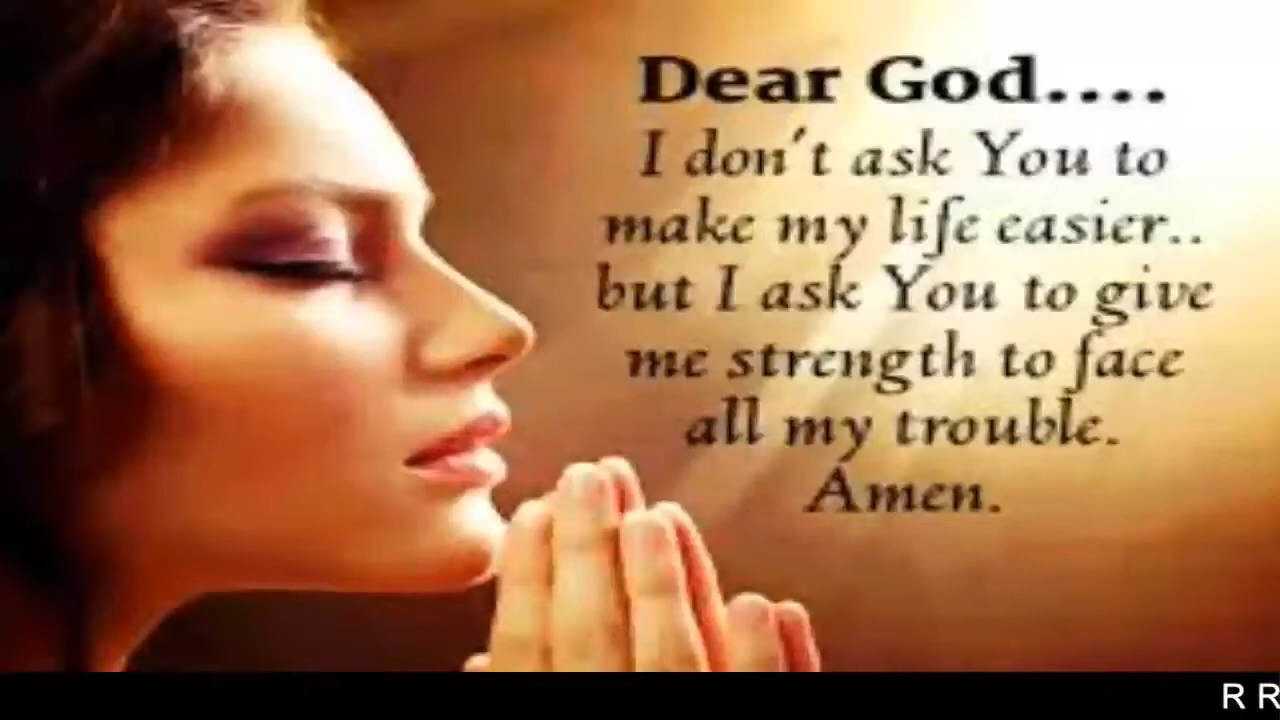 Dear God....
I don't ask You to
make my life easier..
but I ask You to give
me strength to face
all my trouble.
Amen.
R R